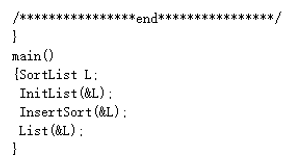 /****************end****************/
}
main()
{SortList L;
InitList(&L);
InsertSort(&L);
List(&L);
}